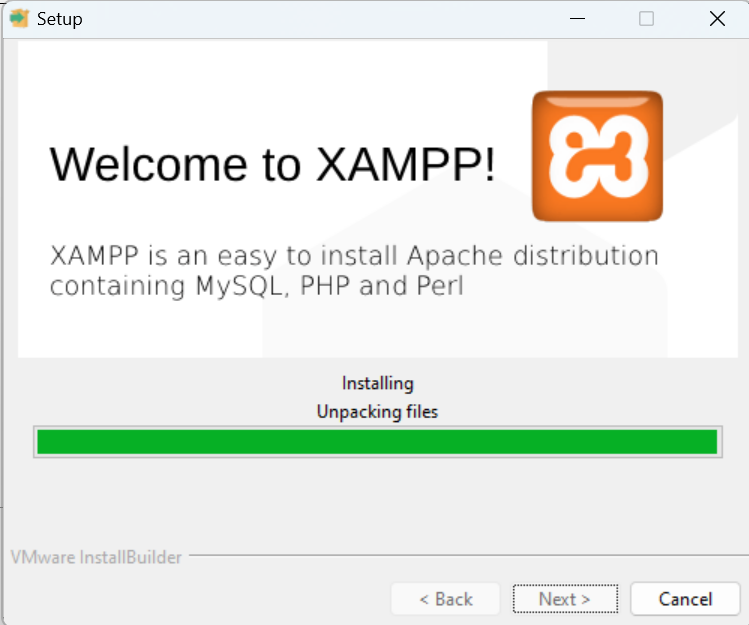 Setup
Welcome to XAMPP!
XAMPP is an easy to install Apache distribution
containing MySQL, PHP and Perl
Installing
Unpacking files
VMware InstallBuilder
< Back
Next >
Cancel